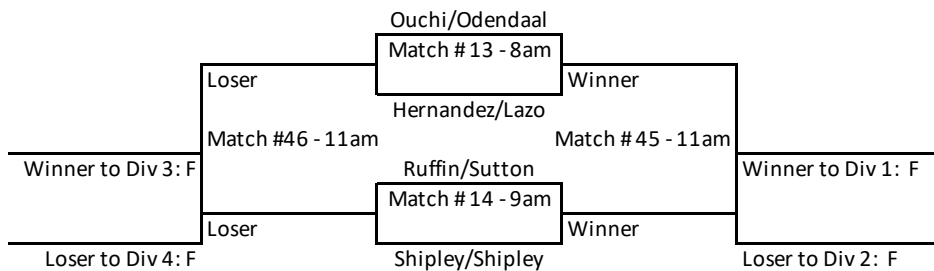 Ouchi/Odendaal
Match # 13 - 8am
Loser
Winner
Hernandez/Lazo
Match #46 - 11am
Match #45 - 11am
Winner to Div 3: F
Ruffin/Sutton
Winner to Div 1: F
Match # 14 - 9am
Loser
Winner
Loser to Div 4: F
Shipley/Shipley
Loser to Div 2: F